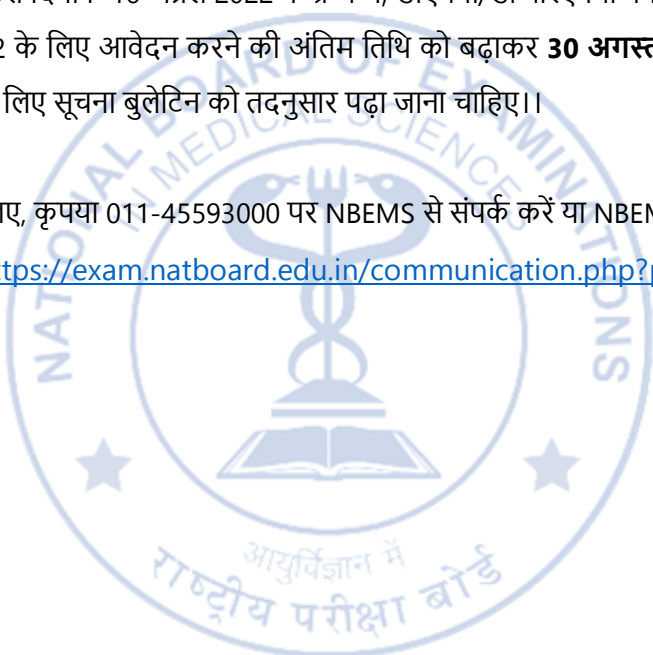 2 के लिए आवेदन करने की अंतिम तिथि को बढ़ाकर 30 अगस्त
लिए सूचना बुलेटिन को तदनुसार पढ़ा जाना चाहिए।।
कृपया 011-45593000 पर NBEMS से संपर्क करें या NBEM
ttps://exam.natboard.edu.in/communication.php?p
NATIONAL BOARD OF EXAMINATIONS
IN MEDICAL SCIENCES
आयुर्विज्ञान में
राष्ट्रीय परीक्षा बोर्ड